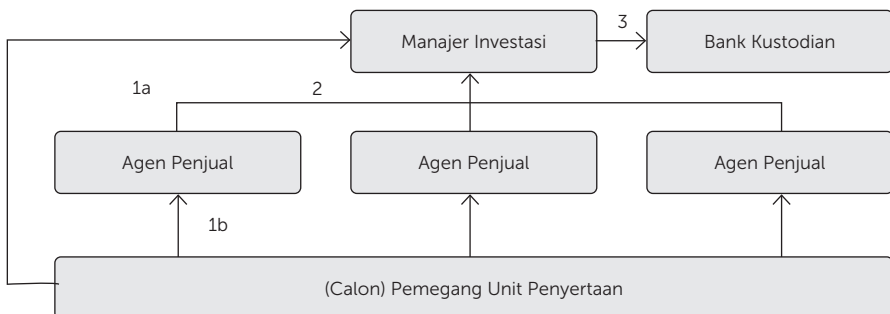 Manajer Investasi
3
Bank Kustodian
1a
2
Agen Penjual
Agen Penjual
Agen Penjual
1b
(Calon) Pemegang Unit Penyertaan